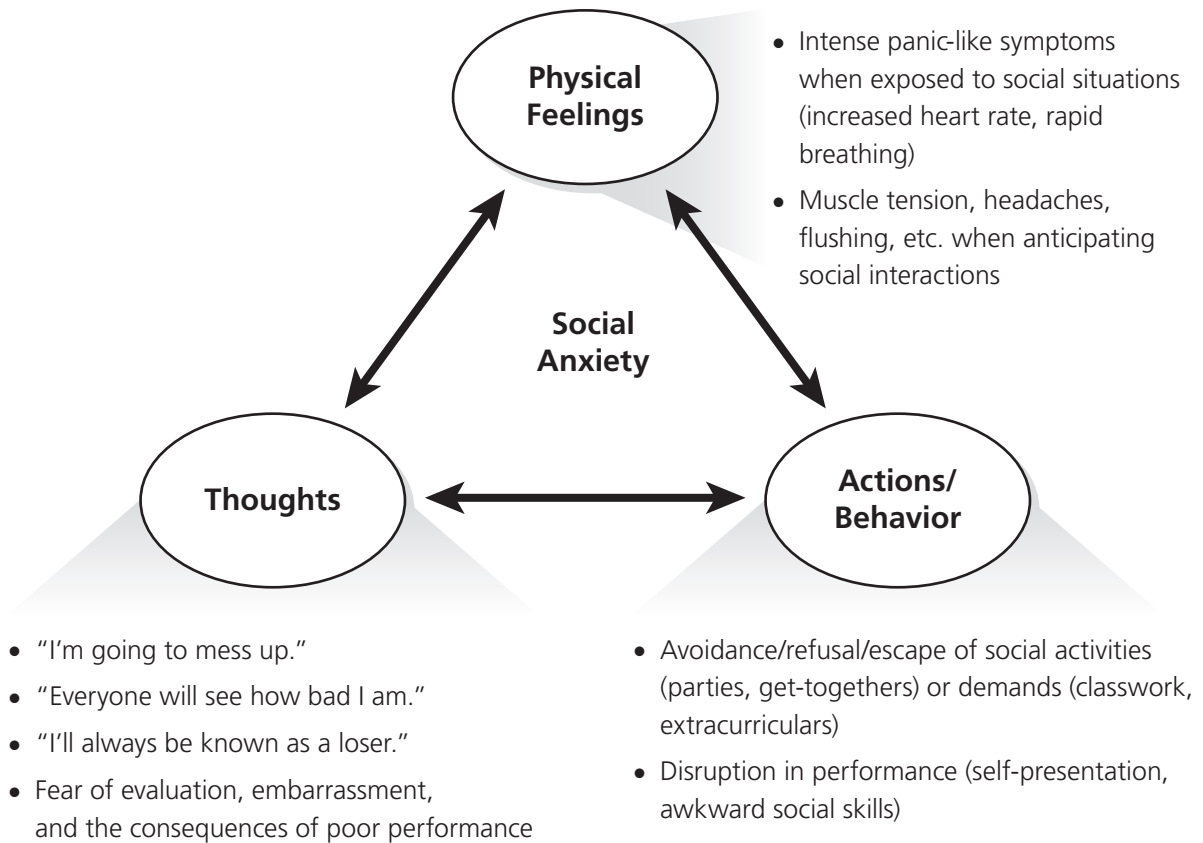 Physical
Feelings
• Intense panic-like symptoms
when exposed to social situations
(increased heart rate, rapid
breathing)
• Muscle tension, headaches,
flushing, etc. when anticipating
social interactions
Social
Anxiety
Thoughts
Actions/
Behavior
• “I’m going to mess up.”
• “Everyone will see how bad I am.”
• “I’ll always be known as a loser.”
• Fear of evaluation, embarrassment,
and the consequences of poor performance
• Avoidance/refusal/escape of social activities
(parties, get-togethers) or demands (classwork,
extracurriculars)
• Disruption in performance (self-presentation,
awkward social skills)